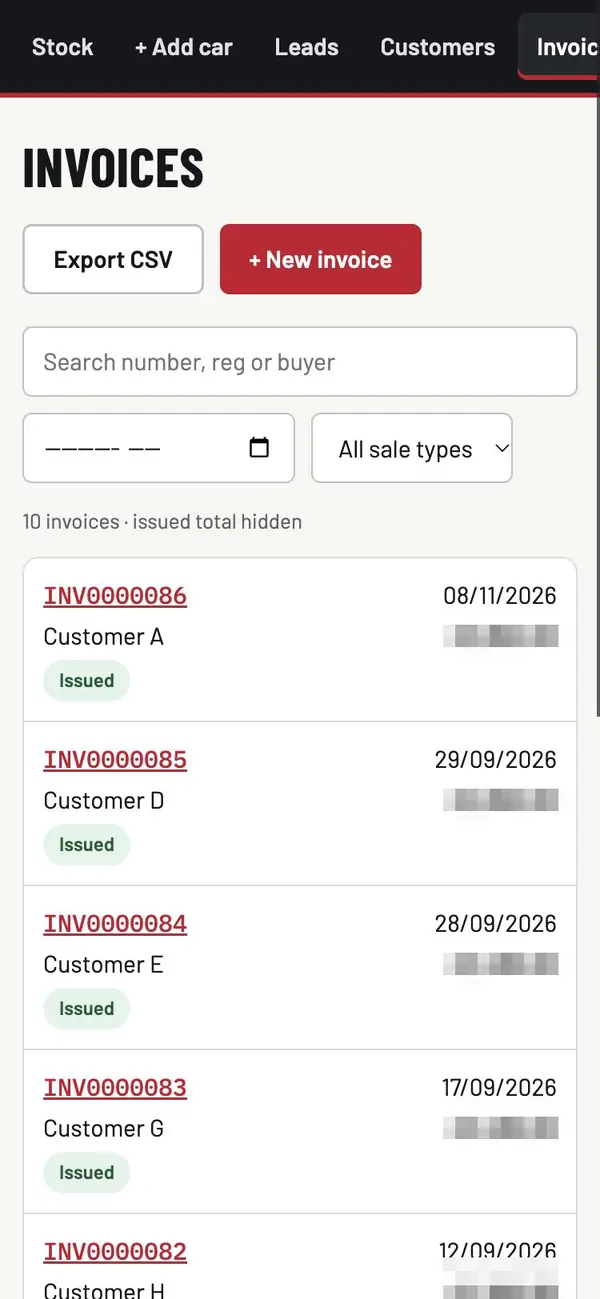 Stock + Add car Leads Customers Invoic
INVOICES
Export CSV + New invoice
Search number, reg or buyer
All sale types
10 invoices · issued total hidden
INV0000086 08/11/2026
Customer A
Issued
INV0000085 29/09/2026
Customer D
Issued
INV0000084 28/09/2026
Customer E
Issued
INV0000083 17/09/2026
Customer G
Issued
INV0000082 12/09/2026
Customer H